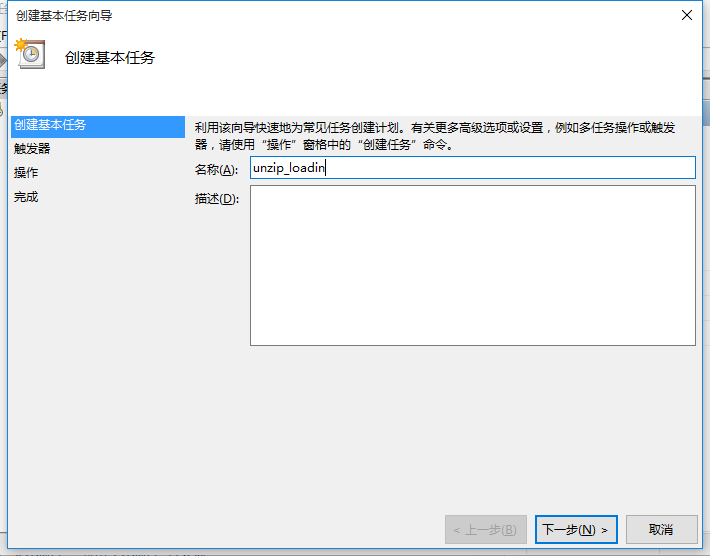 创建基本任务向导
创建基本任务
创建基本任务
触发器
操作
完成
利用该向导快速地为常见任务创建计划。有关更多高级选项或设置，例如多任务操作或触发
器，请使用“操作”窗格中的“创建任务”命令。
名称(A):
unzip_loadin
描述(D):
< 上一步(B)
下一步(N) >
取消